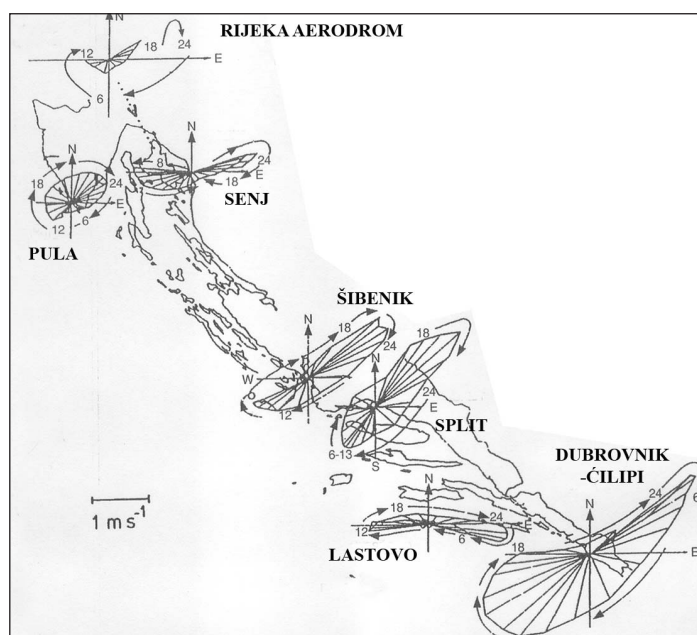 N
RIJEKA AERODROM
12
18
24
E
6
N
N
8
24
E
18
SENJ
18
24
E
6
12
PULA
ŠIBENIK
N
18
24
W
12
N
18
24
E
SPLIT
6-13
S
DUBROVNIK
-ĆILIPI
N
24
6
18
E
1 m s-1
N
18
24
E
12
6
LASTOVO